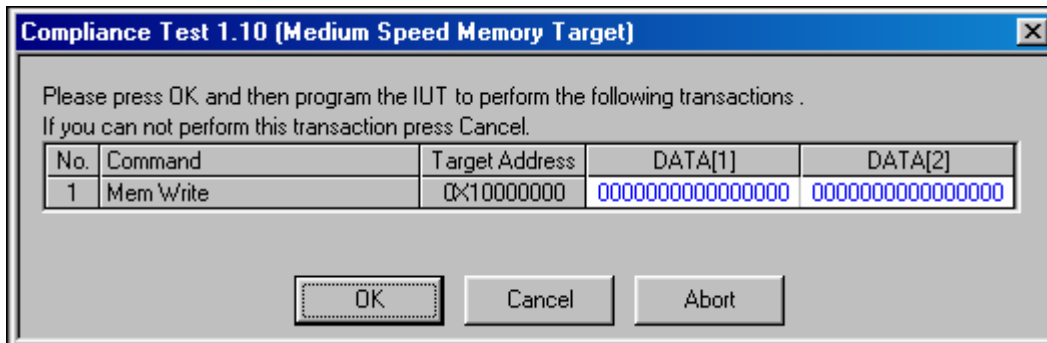 Compliance Test 1.10 (Medium Speed Memory Target)
Please press OK and then program the IUT to perform the following transactions .
If you can not perform this transaction press Cancel.
No. Command Target Address DATA[1] DATA[2]
1 Mem Write 0X10000000 0000000000000000 0000000000000000
OK Cancel Abort